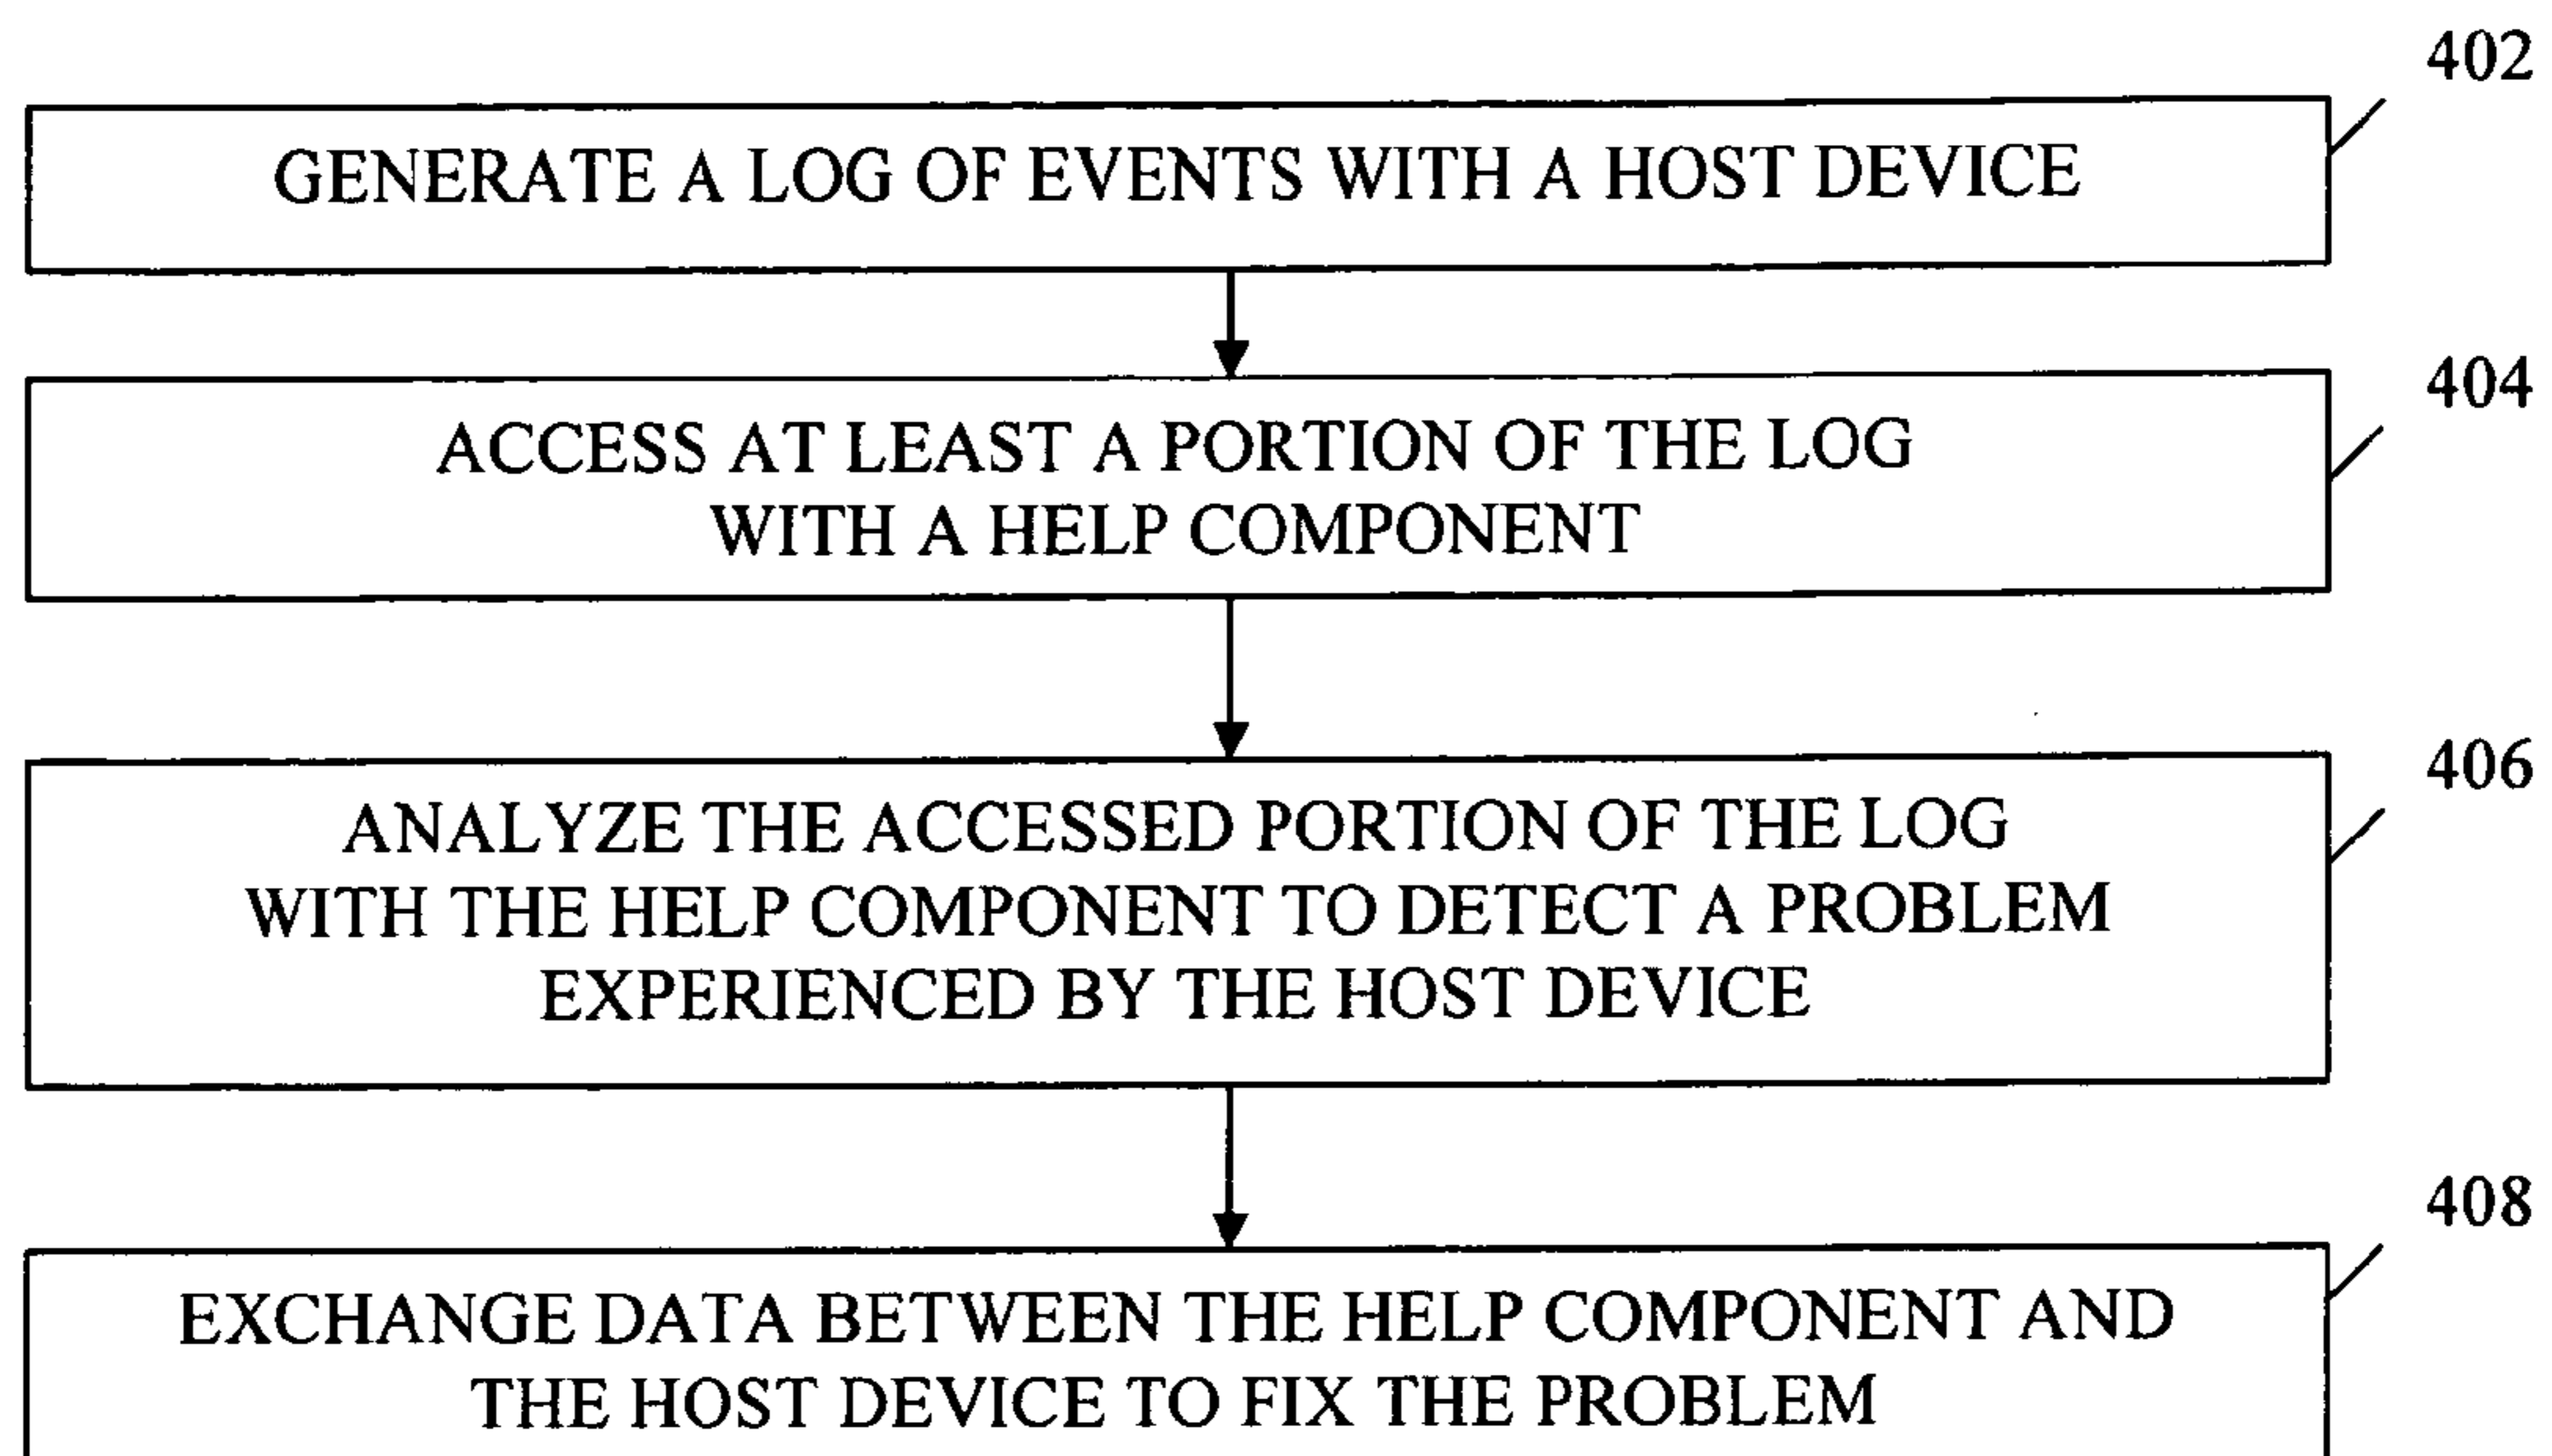 402
GENERATE A LOG OF EVENTS WITH A HOST DEVICE
404
ACCESS AT LEAST A PORTION OF THE LOG
WITH A HELP COMPONENT
406
ANALYZE THE ACCESSED PORTION OF THE LOG
WITH THE HELP COMPONENT TO DETECT A PROBLEM
EXPERIENCED BY THE HOST DEVICE
408
EXCHANGE DATA BETWEEN THE HELP COMPONENT AND
THE HOST DEVICE TO FIX THE PROBLEM